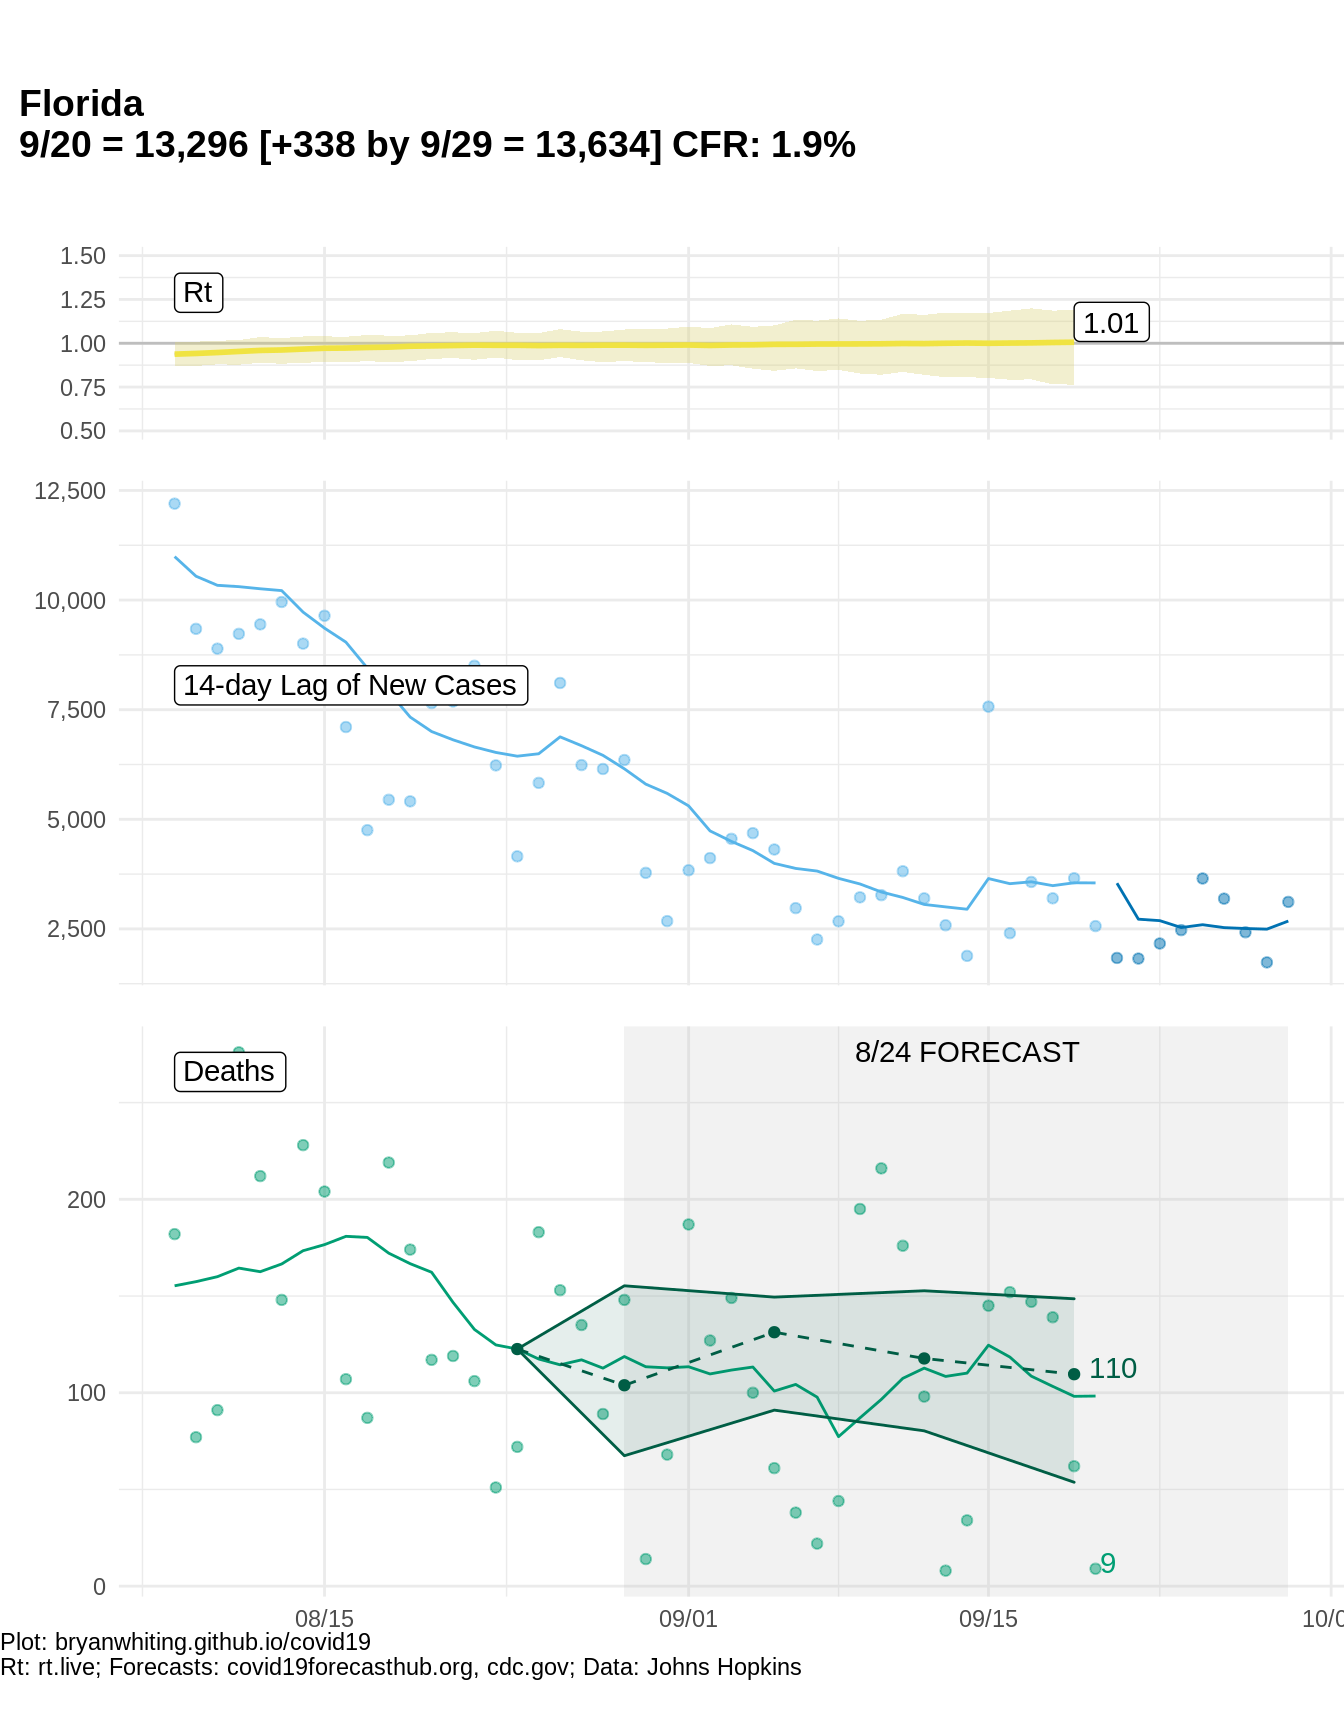 Florida
9/20 = 13,296 [+338 by 9/29 = 13,634] CFR: 1.9%
1.50
1.25
1.00
0.75
0.50
Rt
1.01
12,500
10,000
7,500
5,000
2,500
14-day Lag of New Cases
200
100
0
Deaths
8/24 FORECAST
110
9
08/15
09/01
09/15
10/0
Plot: bryanwhiting.github.io/covid19
Rt: rt.live; Forecasts: covid19forecasthub.org, cdc.gov; Data: Johns Hopkins